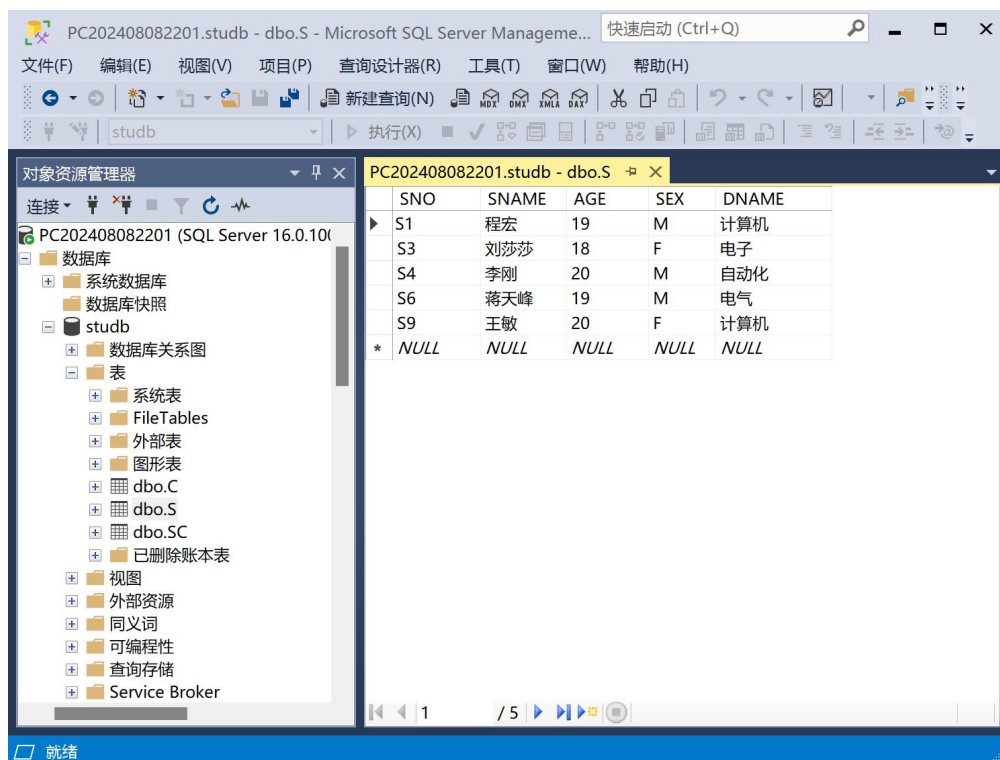 PC202408082201.studb - dbo.S - Microsoft SQL Server Manageme... 快速启动 (Ctrl+Q)
文件(F) 编辑(E) 视图(V) 项目(P) 查询设计器(R) 工具(T) 窗口(W) 帮助(H)
新建查询(N) MDX DMX XMLA DAX
studb 执行(X)
对象资源管理器
连接
PC202408082201 (SQL Server 16.0.100
数据库
系统数据库
数据库快照
studb
数据库关系图
表
系统表
FileTables
外部表
图形表
dbo.C
dbo.S
dbo.SC
已删除账本表
视图
外部资源
同义词
可编程性
查询存储
Service Broker
PC202408082201.studb - dbo.S
SNO SNAME AGE SEX DNAME
S1 程宏 19 M 计算机
S3 刘莎莎 18 F 电子
S4 李刚 20 M 自动化
S6 蒋天峰 19 M 电气
S9 王敏 20 F 计算机
* NULL NULL NULL NULL NULL
1 / 5
就绪